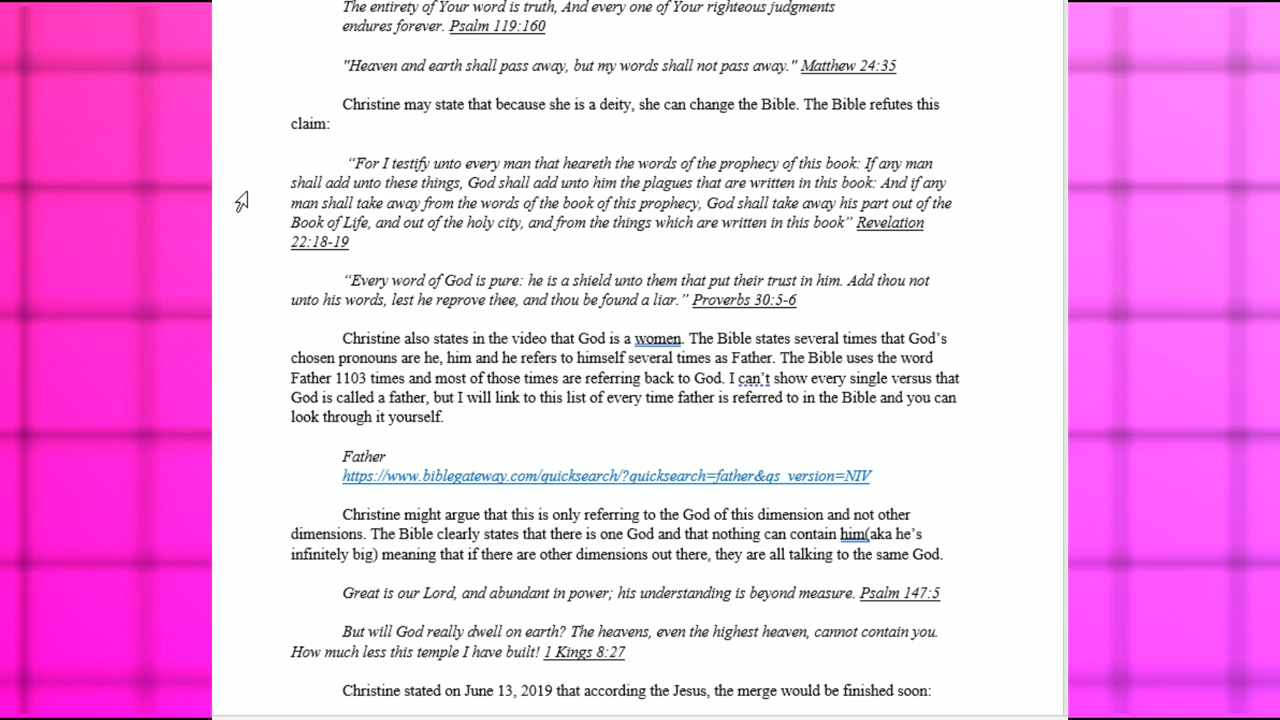 The entirety of Your word is truth, And every one of Your righteous judgments
endures forever. Psalm 119:160
"Heaven and earth shall pass away, but my words shall not pass away." Matthew 24:35
Christine may state that because she is a deity, she can change the Bible. The Bible refutes this
claim:
“For I testify unto every man that heareth the words of the prophecy of this book: If any man
shall add unto these things, God shall add unto him the plagues that are written in this book: And if any
man shall take away from the words of the book of this prophecy, God shall take away his part out of the
Book of Life, and out of the holy city, and from the things which are written in this book” Revelation
22:18-19
“Every word of God is pure: he is a shield unto them that put their trust in him. Add thou not
unto his words, lest he reprove thee, and thou be found a liar.” Proverbs 30:5-6
Christine also states in the video that God is a women. The Bible states several times that God’s
chosen pronouns are he, him and he refers to himself several times as Father. The Bible uses the word
Father 1103 times and most of those times are referring back to God. I can’t show every single versus that
God is called a father, but I will link to this list of every time father is referred to in the Bible and you can
look through it yourself.
Father
https://www.biblegateway.com/quicksearch/?quicksearch=father&qs_version=NIV
Christine might argue that this is only referring to the God of this dimension and not other
dimensions. The Bible clearly states that there is one God and that nothing can contain him(aka he’s
infinitely big) meaning that if there are other dimensions out there, they are all talking to the same God.
Great is our Lord, and abundant in power; his understanding is beyond measure. Psalm 147:5
But will God really dwell on earth? The heavens, even the highest heaven, cannot contain you.
How much less this temple I have built! 1 Kings 8:27
Christine stated on June 13, 2019 that according the Jesus, the merge would be finished soon: